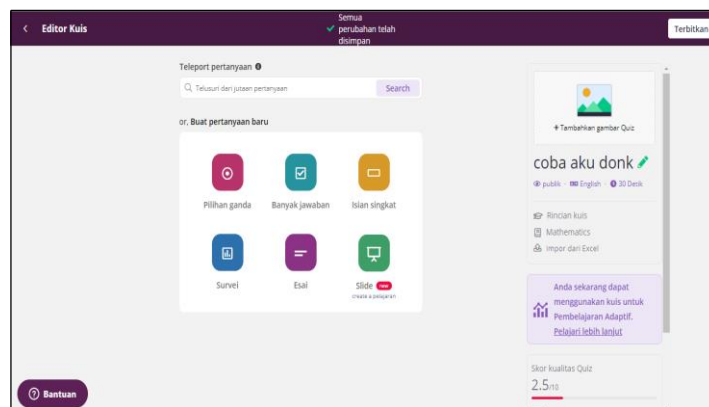 Editor Kuis
Semua
perubahan telah
disimpan
Terbitkan
Teleport pertanyaan
Telusuri dari jutaan pertanyaan
Search
or, Buat pertanyaan baru
Pilihan ganda
Banyak jawaban
Isian singkat
Survei
Esai
Slide new
create a pelajaran
+ Tambahkan gambar Quiz
coba aku donk
publik · English · 30 Detik
Rincian kuis
Mathematics
Impor dari Excel
Anda sekarang dapat
menggunakan kuis untuk
Pembelajaran Adaptif.
Pelajari lebih lanjut
Skor kualitas Quiz
2.5/10
Bantuan